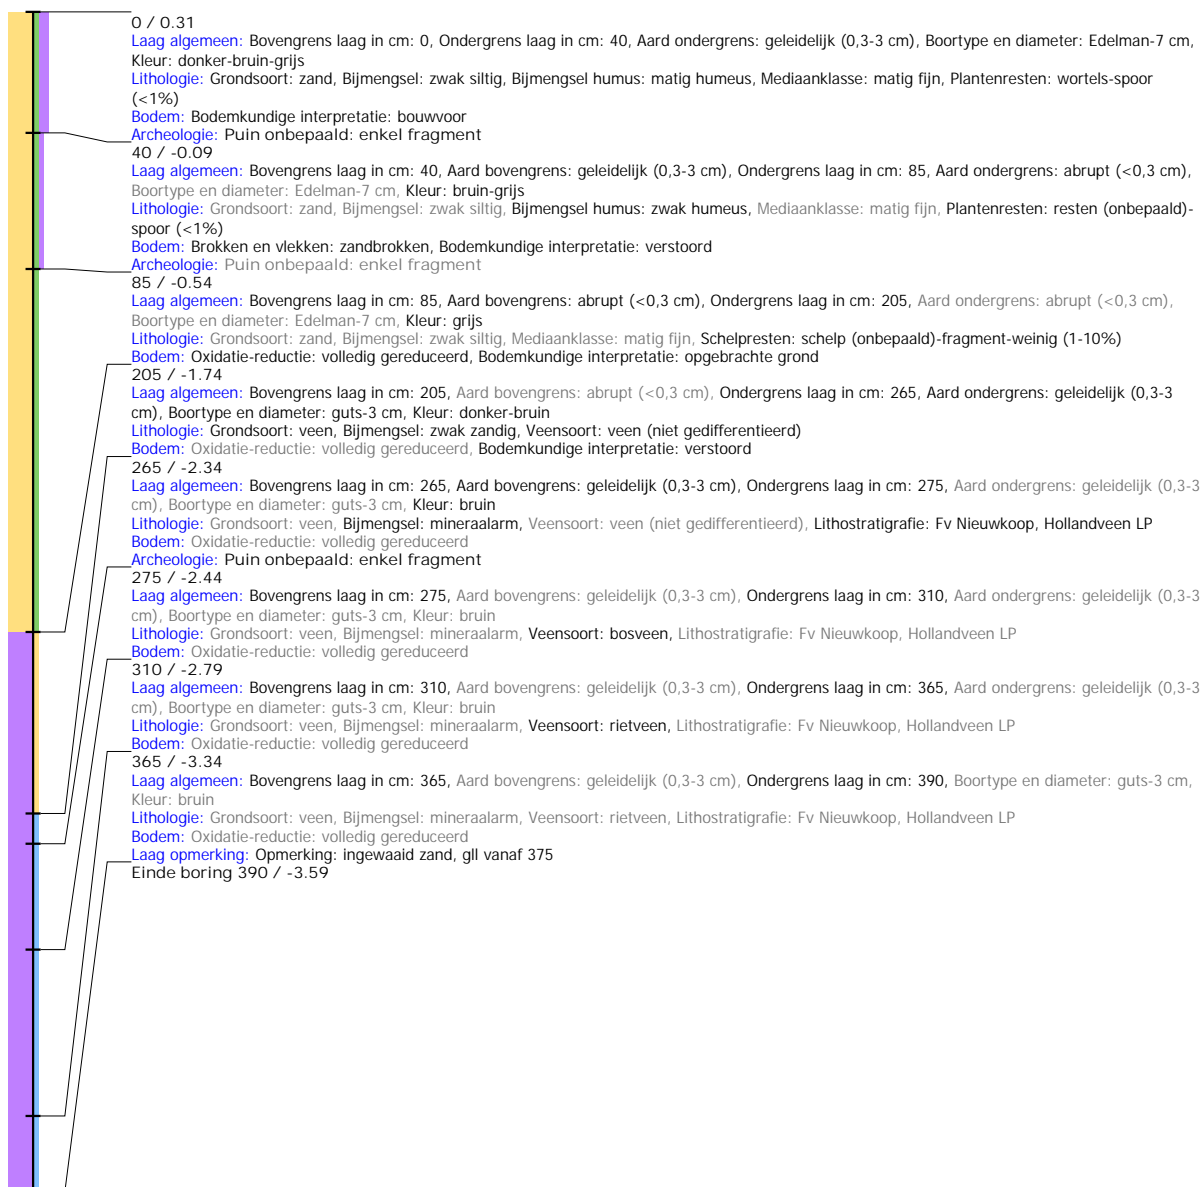 0 / 0.31
Laag algemeen: Bovengrens laag in cm: 0, Ondergrens laag in cm: 40, Aard ondergrens: geleidelijk (0,3-3 cm), Boortype en diameter: Edelman-7 cm,
Kleur: donker-bruin-grijs
Lithologie: Grondsoort: zand, Bijmengsel: zwak siltig, Bijmengsel humus: matig humeus, Mediaanklasse: matig fijn, Plantenresten: wortels-spoor
(<1%)
Bodem: Bodemkundige interpretatie: bouwvoor
Archeologie: Puin onbepaald: enkel fragment
40 / -0.09
Laag algemeen: Bovengrens laag in cm: 40, Aard bovengrens: geleidelijk (0,3-3 cm), Ondergrens laag in cm: 85, Aard ondergrens: abrupt (<0,3 cm),
Boortype en diameter: Edelman-7 cm, Kleur: bruin-grijs
Lithologie: Grondsoort: zand, Bijmengsel: zwak siltig, Bijmengsel humus: zwak humeus, Mediaanklasse: matig fijn, Plantenresten: resten (onbepaald)-
spoor (<1%)
Bodem: Brokken en vlekken: zandbrokken, Bodemkundige interpretatie: verstoord
Archeologie: Puin onbepaald: enkel fragment
85 / -0.54
Laag algemeen: Bovengrens laag in cm: 85, Aard bovengrens: abrupt (<0,3 cm), Ondergrens laag in cm: 205, Aard ondergrens: abrupt (<0,3 cm),
Boortype en diameter: Edelman-7 cm, Kleur: grijs
Lithologie: Grondsoort: zand, Bijmengsel: zwak siltig, Mediaanklasse: matig fijn, Schelpresten: schelp (onbepaald)-fragment-weinig (1-10%)
Bodem: Oxidatie-reductie: volledig gereduceerd, Bodemkundige interpretatie: opgebrachte grond
205 / -1.74
Laag algemeen: Bovengrens laag in cm: 205, Aard bovengrens: abrupt (<0,3 cm), Ondergrens laag in cm: 265, Aard ondergrens: geleidelijk (0,3-3
cm), Boortype en diameter: guts-3 cm, Kleur: donker-bruin
Lithologie: Grondsoort: veen, Bijmengsel: zwak zandig, Veensoort: veen (niet gedifferentieerd)
Bodem: Oxidatie-reductie: volledig gereduceerd, Bodemkundige interpretatie: verstoord
265 / -2.34
Laag algemeen: Bovengrens laag in cm: 265, Aard bovengrens: geleidelijk (0,3-3 cm), Ondergrens laag in cm: 275, Aard ondergrens: geleidelijk (0,3-3
cm), Boortype en diameter: guts-3 cm, Kleur: bruin
Lithologie: Grondsoort: veen, Bijmengsel: mineraalarm, Veensoort: veen (niet gedifferentieerd), Lithostratigrafie: Fv Nieuwkoop, Hollandveen LP
Bodem: Oxidatie-reductie: volledig gereduceerd
Archeologie: Puin onbepaald: enkel fragment
275 / -2.44
Laag algemeen: Bovengrens laag in cm: 275, Aard bovengrens: geleidelijk (0,3-3 cm), Ondergrens laag in cm: 310, Aard ondergrens: geleidelijk (0,3-3
cm), Boortype en diameter: guts-3 cm, Kleur: bruin
Lithologie: Grondsoort: veen, Bijmengsel: mineraalarm, Veensoort: bosveen, Lithostratigrafie: Fv Nieuwkoop, Hollandveen LP
Bodem: Oxidatie-reductie: volledig gereduceerd
310 / -2.79
Laag algemeen: Bovengrens laag in cm: 310, Aard bovengrens: geleidelijk (0,3-3 cm), Ondergrens laag in cm: 365, Aard ondergrens: geleidelijk (0,3-3
cm), Boortype en diameter: guts-3 cm, Kleur: bruin
Lithologie: Grondsoort: veen, Bijmengsel: mineraalarm, Veensoort: rietveen, Lithostratigrafie: Fv Nieuwkoop, Hollandveen LP
Bodem: Oxidatie-reductie: volledig gereduceerd
365 / -3.34
Laag algemeen: Bovengrens laag in cm: 365, Aard bovengrens: geleidelijk (0,3-3 cm), Ondergrens laag in cm: 390, Boortype en diameter: guts-3 cm,
Kleur: bruin
Lithologie: Grondsoort: veen, Bijmengsel: mineraalarm, Veensoort: rietveen, Lithostratigrafie: Fv Nieuwkoop, Hollandveen LP
Bodem: Oxidatie-reductie: volledig gereduceerd
Laag opmerking: Opmerking: ingewaaid zand, gll vanaf 375
Einde boring 390 / -3.59